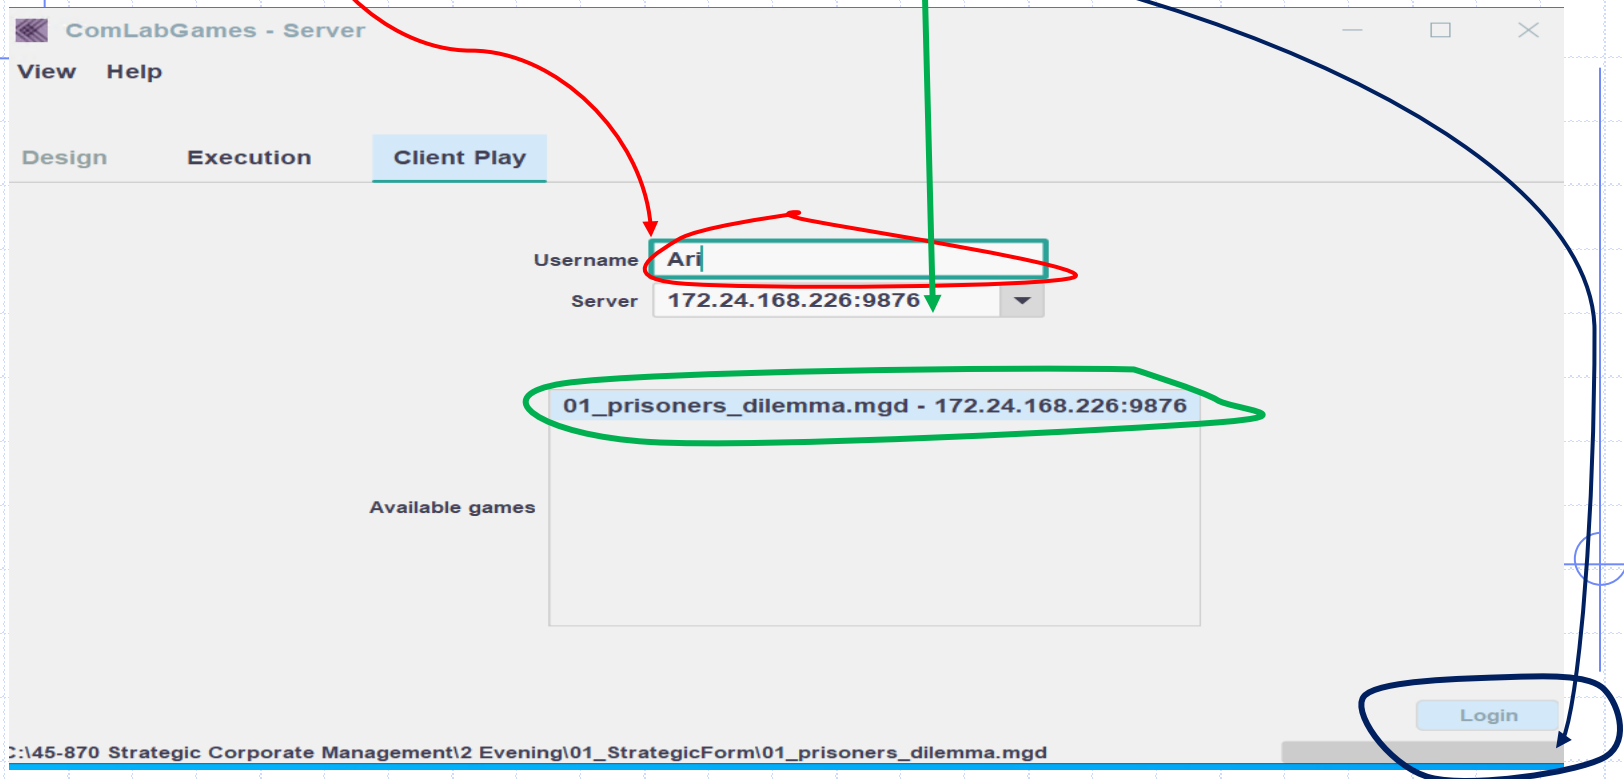 ComLabGames - Server
View Help
Design Execution Client Play
Username Ari
Server 172.24.168.226:9876
01_prisoners_dilemma.mgd - 172.24.168.226:9876
Available games
Login
C:\45-870 Strategic Corporate Management\2 Evening\01_StrategicForm\01_prisoners_dilemma.mgd